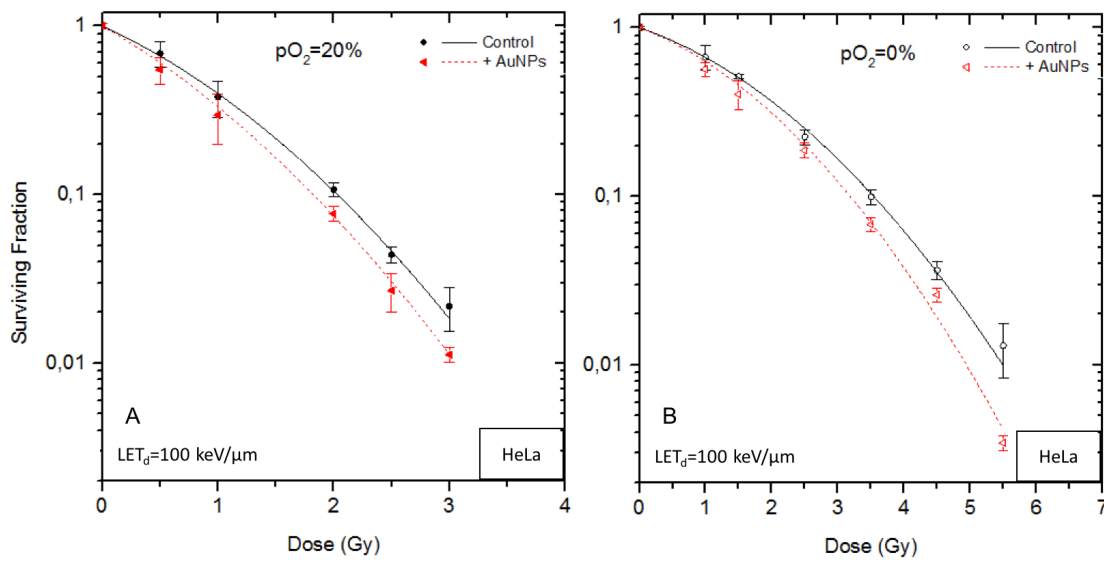 pO2=20%
Control
+ AuNPs
1
0,1
0,01
Surviving Fraction
A
LETd=100 keV/μm
HeLa
0 1 2 3 4
Dose (Gy)
pO2=0%
Control
+ AuNPs
1
0,1
0,01
B
LETd=100 keV/μm
HeLa
0 1 2 3 4 5 6 7
Dose (Gy)